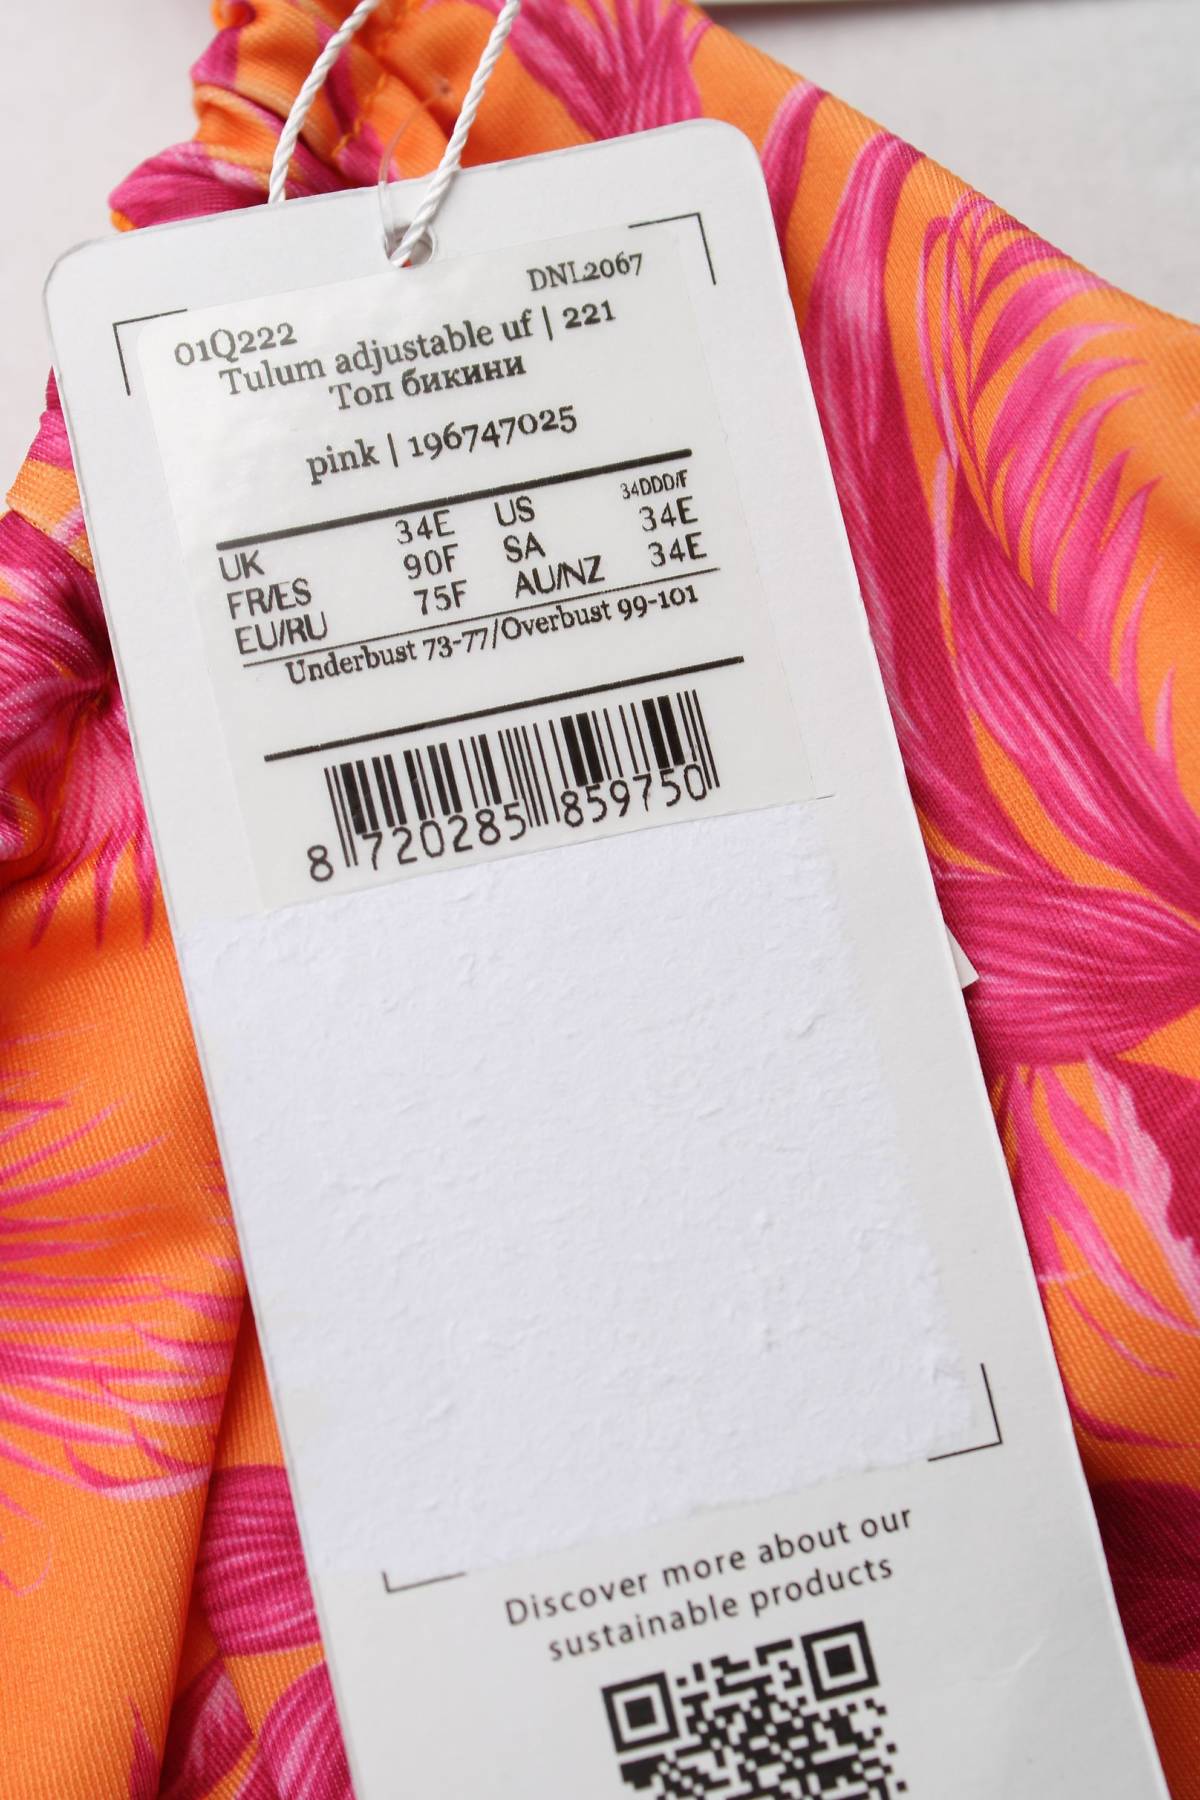 DNL2067
01Q222
Tulum adjustable uf | 221
Топ бикини
pink | 196747025
UK 34E US 34DDD/F
FR/ES 90F SA 34E
EU/RU 75F AU/NZ 34E
Underbust 73-77/Overbust 99-101
8 720285 859750
Discover more about our
sustainable products